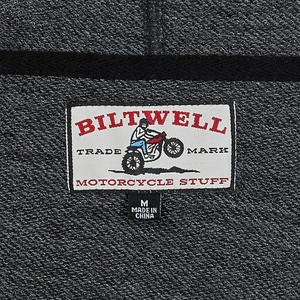 BILTWELL
TRADE MARK
MOTORCYCLE STUFF
M
MADE IN
CHINA